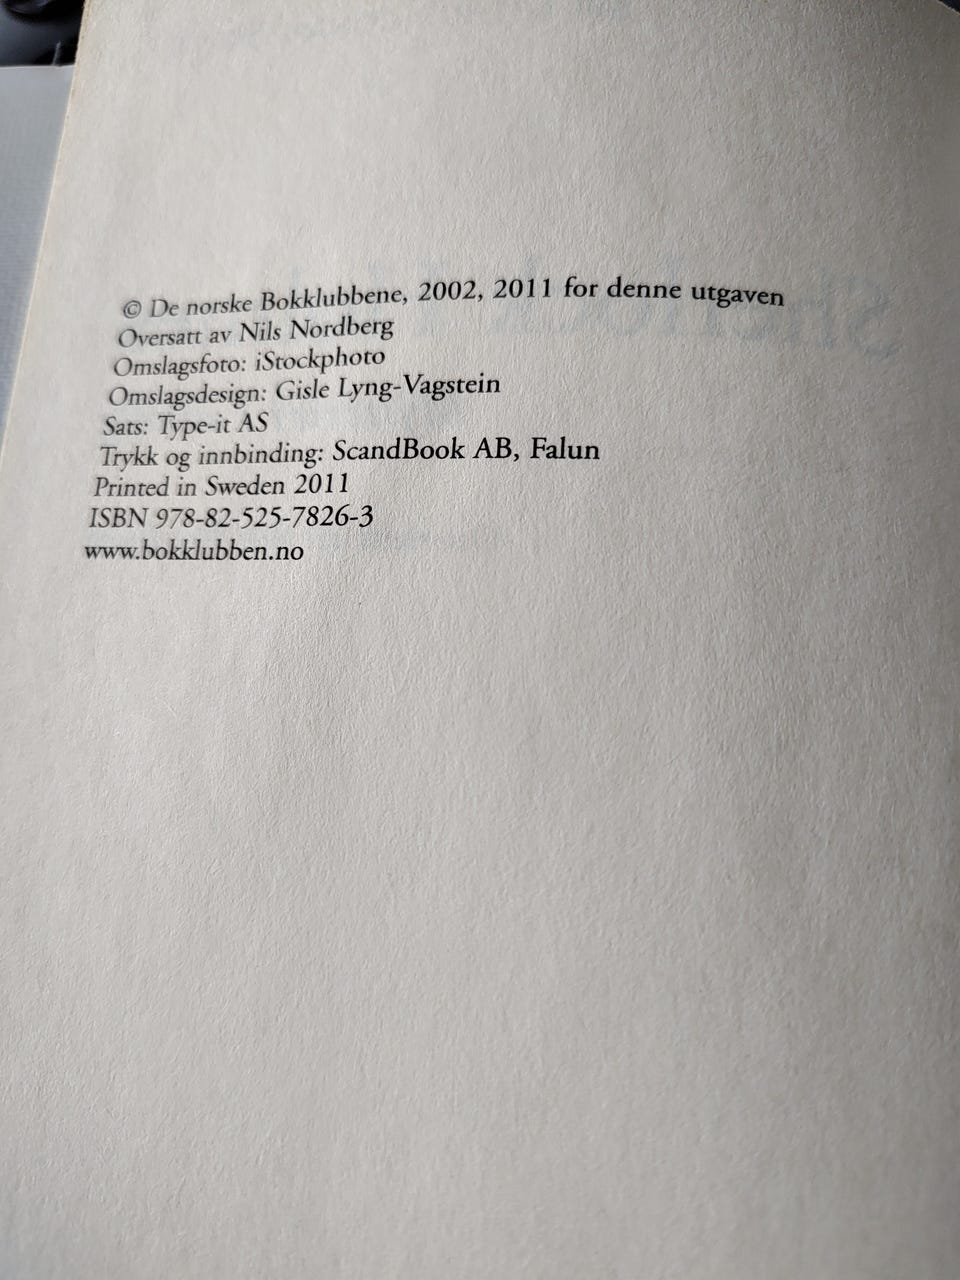 © De norske Bokklubbene, 2002, 2011 for denne utgaven
Oversatt av Nils Nordberg
Omslagsfoto: iStockphoto
Omslagsdesign: Gisle Lyng-Vagstein
Sats: Type-it AS
Trykk og innbinding: ScandBook AB, Falun
Printed in Sweden 2011
ISBN 978-82-525-7826-3
www.bokklubben.no